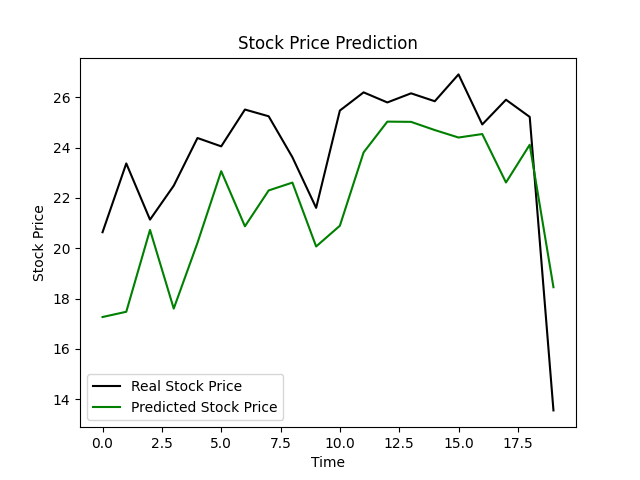 Stock Price Prediction
Stock Price
26
24
22
20
18
16
14
Real Stock Price
Predicted Stock Price
0.0 2.5 5.0 7.5 10.0 12.5 15.0 17.5
Time